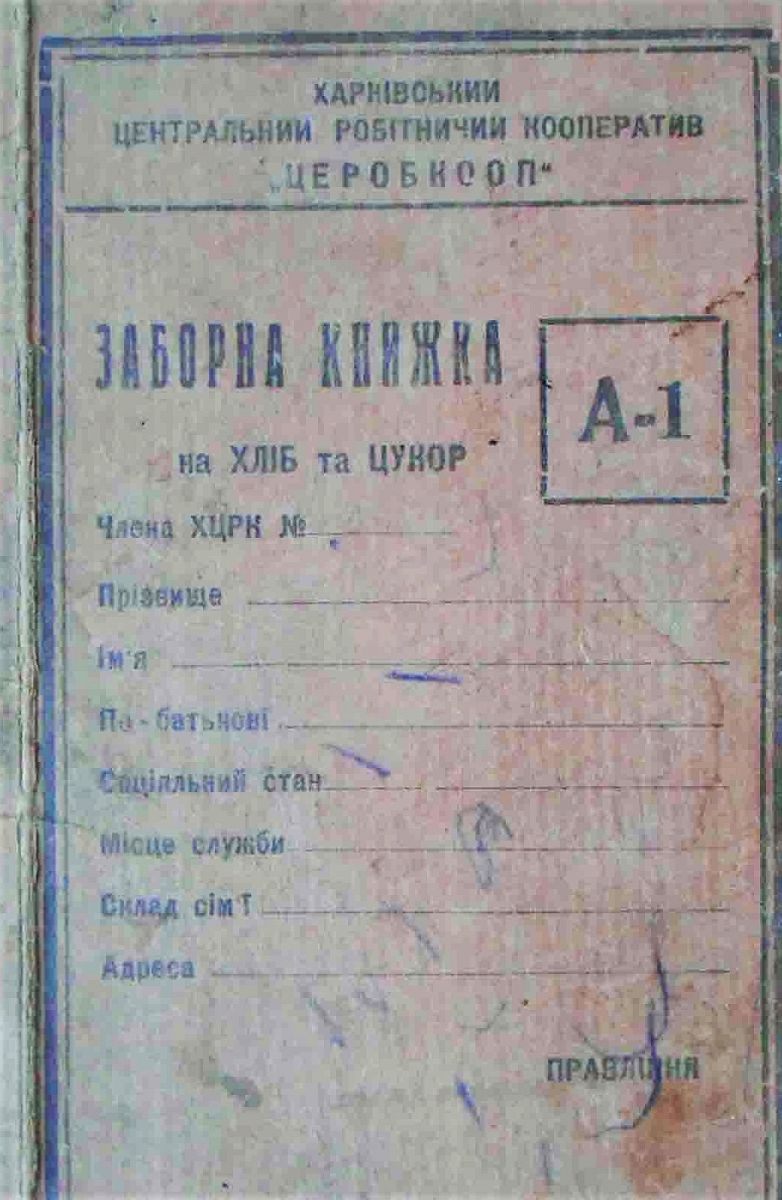 ХАРКІВСЬКИЙ
ЦЕНТРАЛЬНИЙ РОБІТНИЧИЙ КООПЕРАТИВ
„ЦЕРОБКООП“
ЗАБОРНА КНИЖКА
А-1
на ХЛІБ та ЦУКОР
Члена ХЦРК №
Прізвище
Ім'я
По-батькові
Соціяльний стан
Місце служби
Склад сім'ї
Адреса
ПРАВЛІННЯ